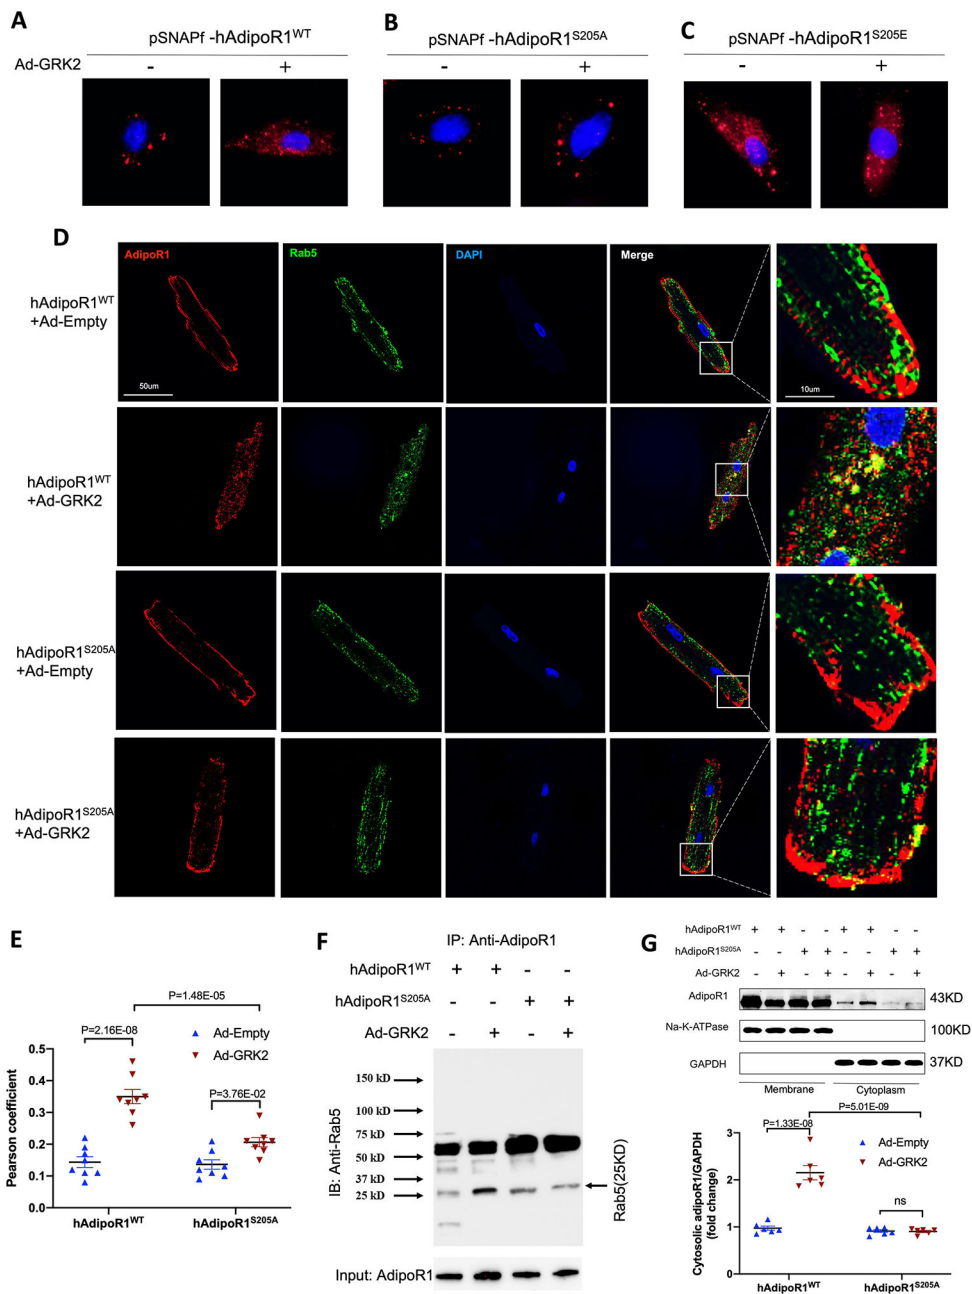 A
pSNAPf -hAdipoR1WT
Ad-GRK2 - +
B
pSNAPf -hAdipoR1S205A
- +
C
pSNAPf -hAdipoR1S205E
- +
D
AdipoR1 Rab5 DAPI Merge
hAdipoR1WT
+Ad-Empty
50um 10um
hAdipoR1WT
+Ad-GRK2
hAdipoR1S205A
+Ad-Empty
hAdipoR1S205A
+Ad-GRK2
E
P=1.48E-05
P=2.16E-08
Ad-Empty
Ad-GRK2
P=3.76E-02
Pearson coefficient
0.5
0.4
0.3
0.2
0.1
0.0
hAdipoR1WT hAdipoR1S205A
F
IP: Anti-AdipoR1
hAdipoR1WT + + - -
hAdipoR1S205A - - + +
Ad-GRK2 - + - +
IB: Anti-Rab5
150 kD
100 kD
75 kD
50 kD
37 kD
25 kD
Rab5(25KD)
Input: AdipoR1
G
hAdipoR1WT + + - - + + - -
hAdipoR1S205A - - + + - - + +
Ad-GRK2 - + - + - + - +
AdipoR1 43KD
Na-K-ATPase 100KD
GAPDH 37KD
Membrane Cytoplasm
P=5.01E-09
P=1.33E-08
Ad-Empty
Ad-GRK2
ns
Cytosolic adipoR1/GAPDH
(fold change)
3
2
1
0
hAdipoR1WT hAdipoR1S205A